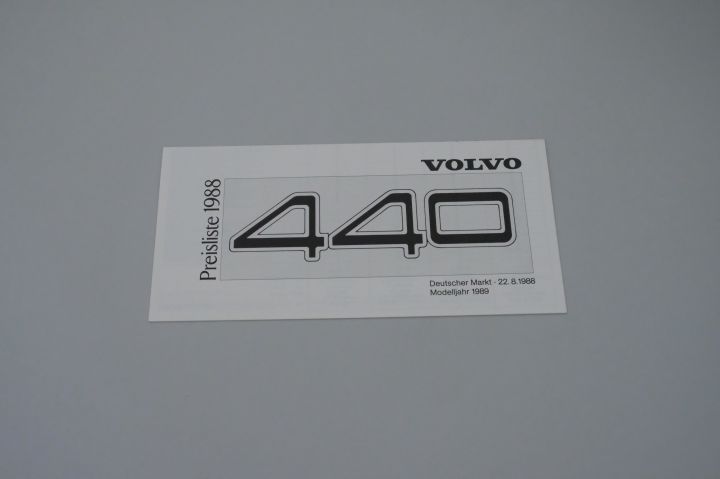 VOLVO
Preisliste 1988
440
Deutscher Markt · 22.8.1988
Modelljahr 1989